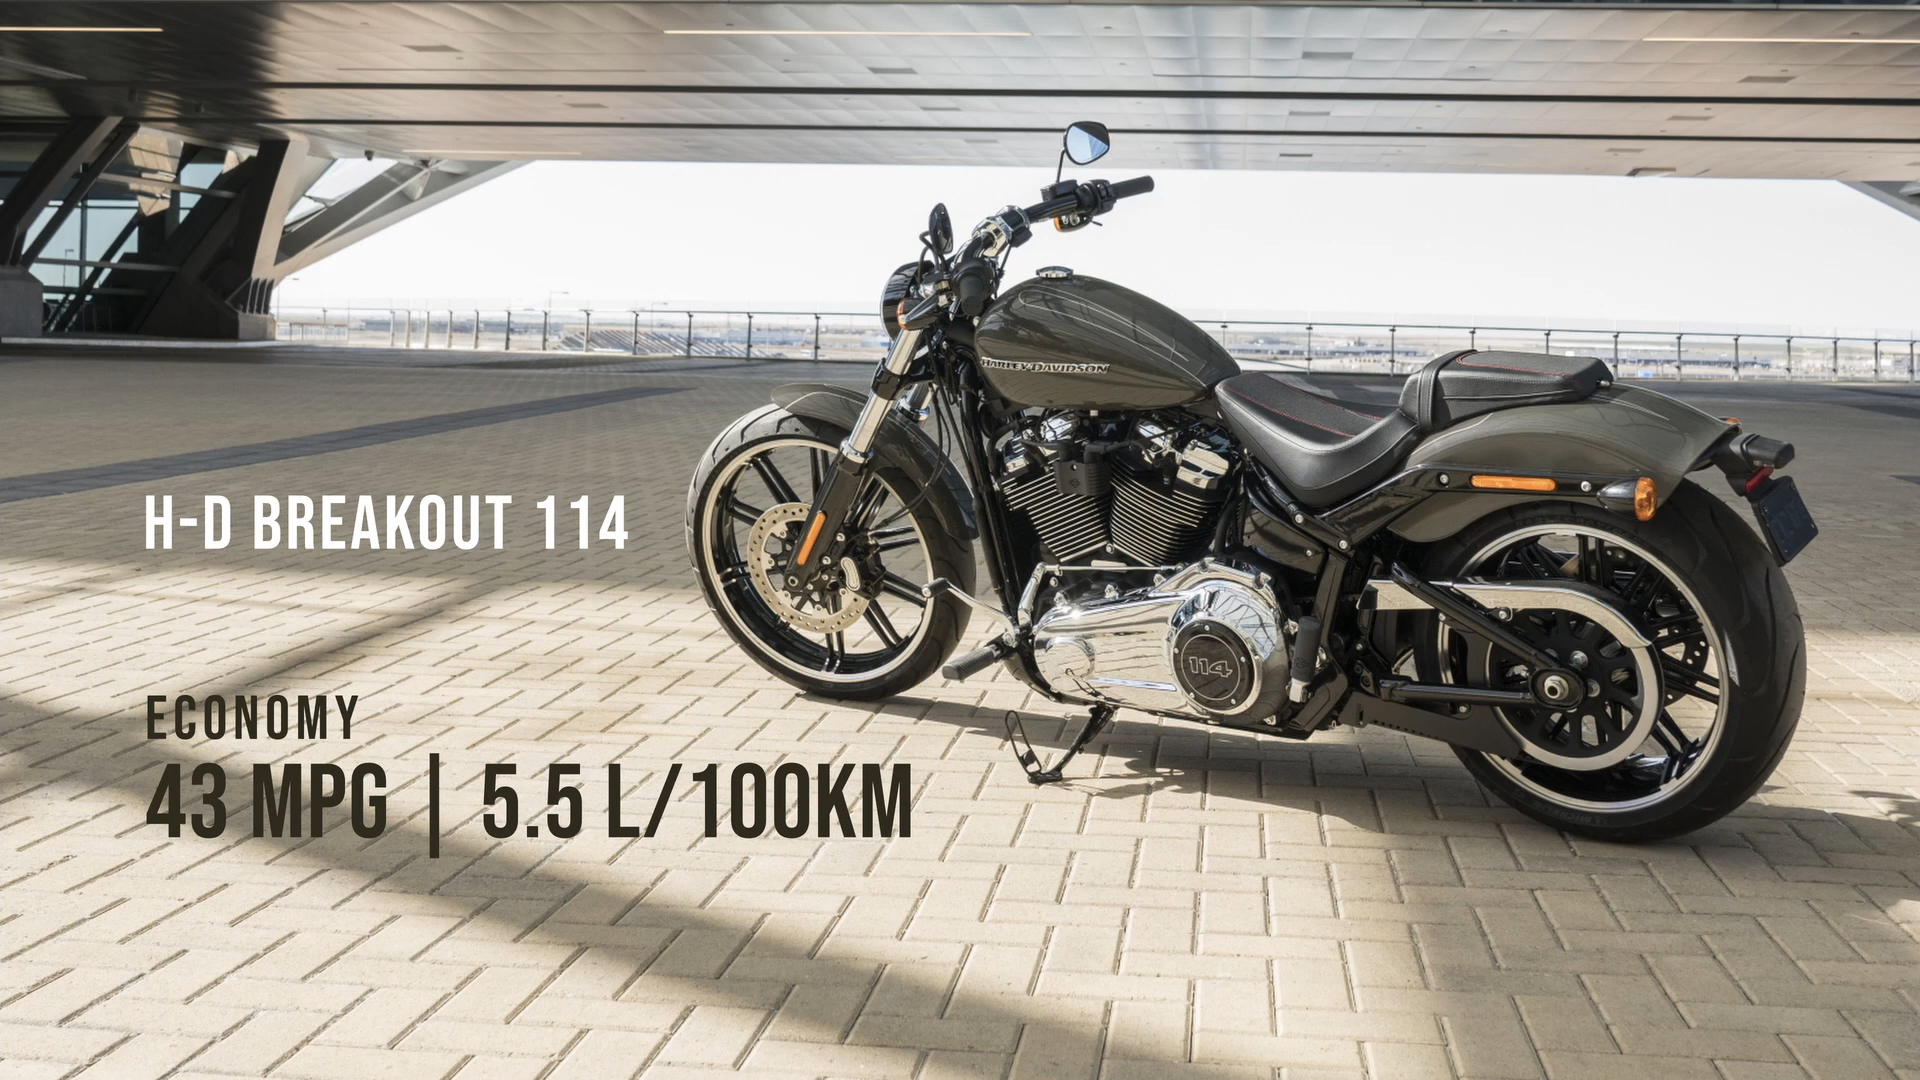 HARLEY-DAVIDSON
H-D BREAKOUT 114
114
ECONOMY
43 MPG | 5.5 L/100KM